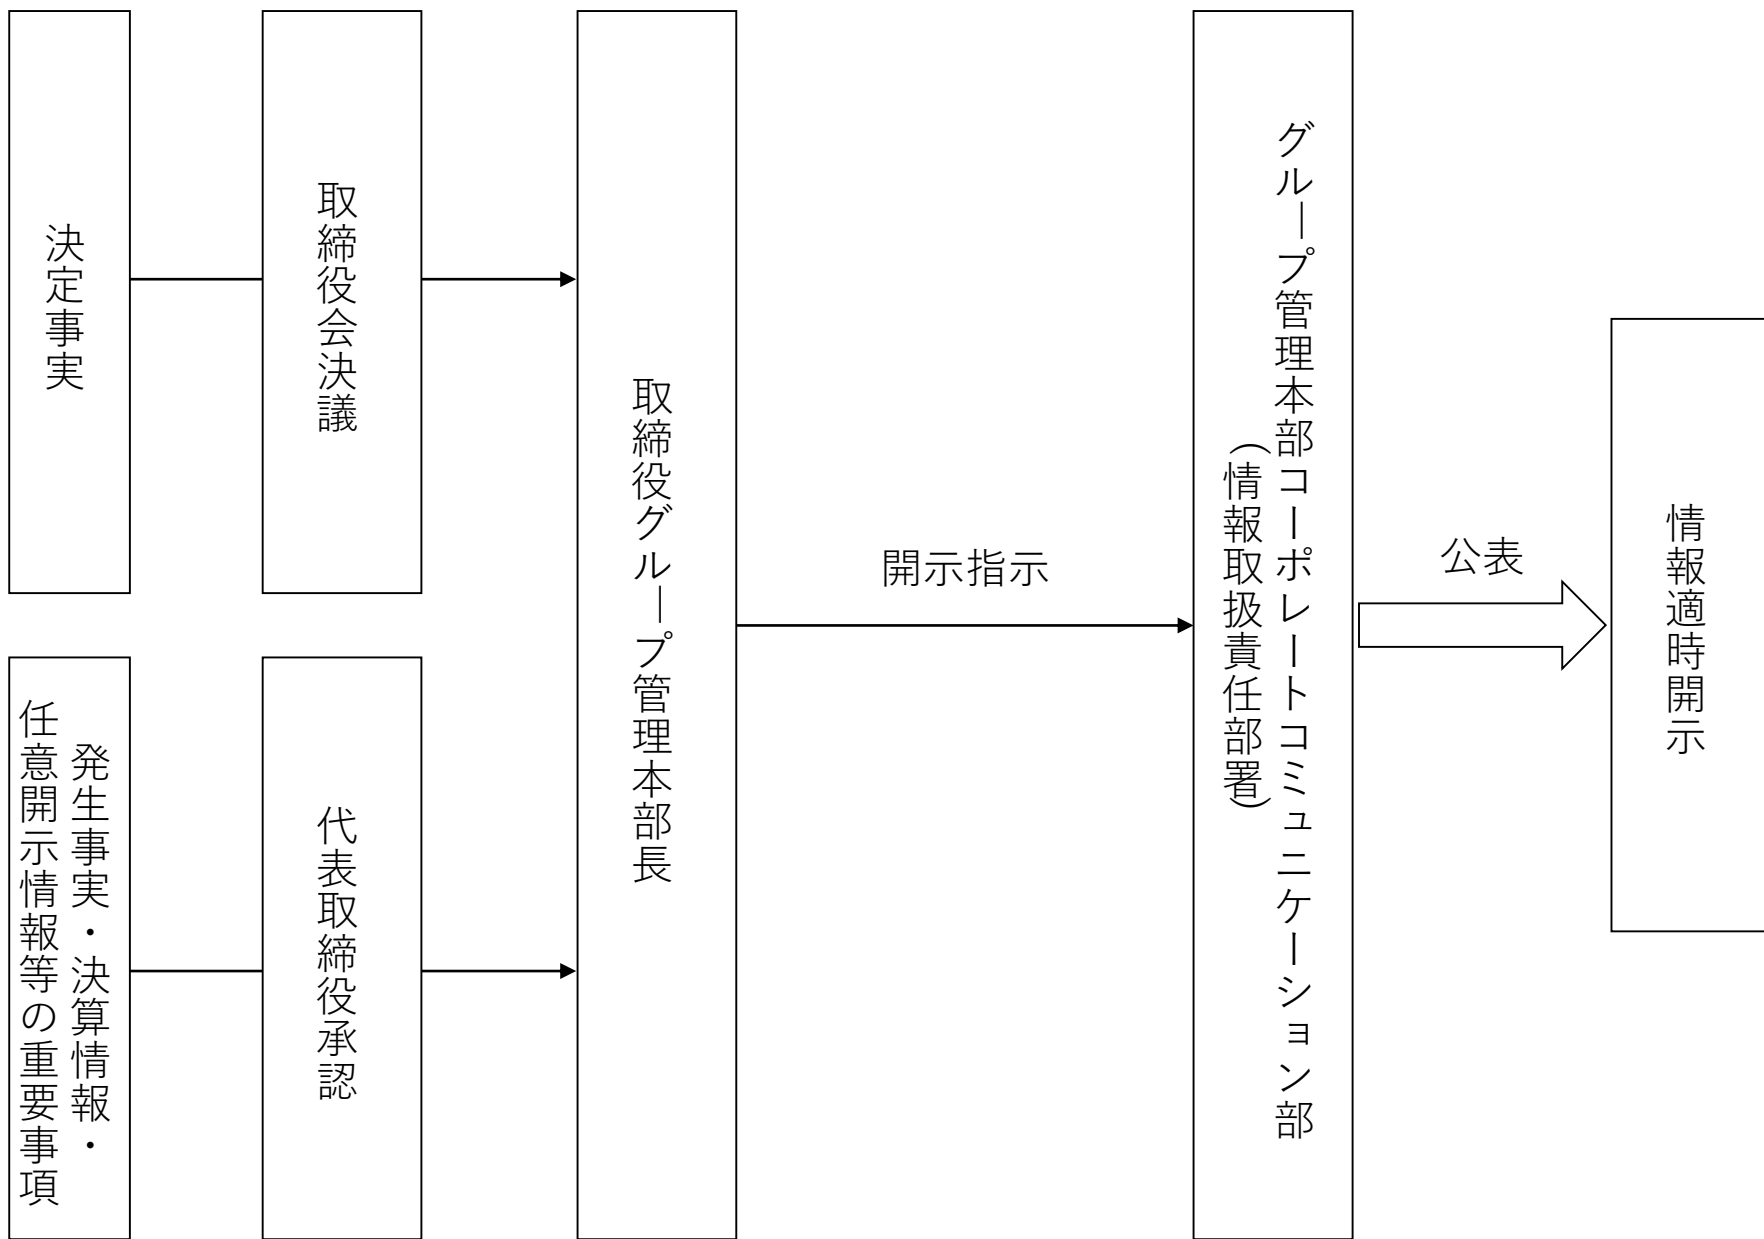 決定事実
取締役会決議
発生事実・決算情報・
任意開示情報等の重要事項
代表取締役承認
取締役グループ管理本部長
開示指示
グループ管理本部コーポレートコミュニケーション部
（情報取扱責任部署）
公表
情報適時開示